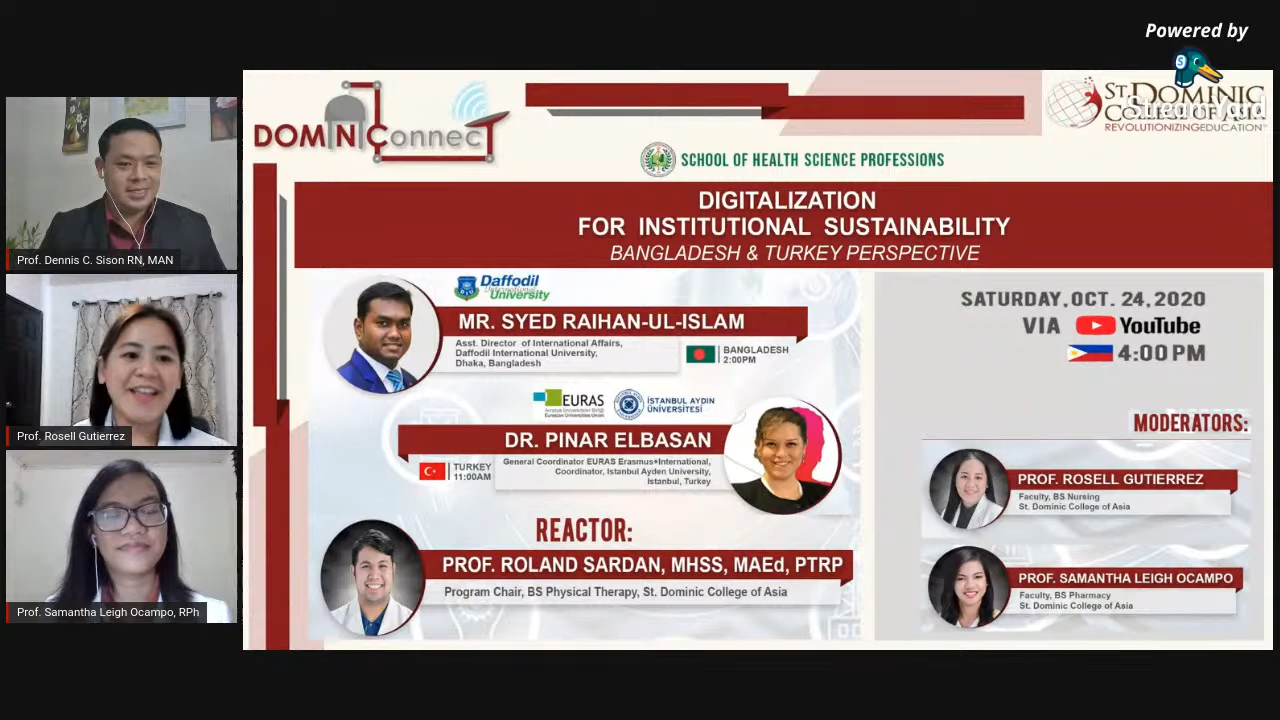 Powered by
StreamYard
Prof. Dennis C. Sison RN, MAN
Prof. Rosell Gutierrez
Prof. Samantha Leigh Ocampo, RPh
DOMINIConnecT
ST. DOMINIC
COLLEGE OF ASIA
REVOLUTIONIZING EDUCATION
SCHOOL OF HEALTH SCIENCE PROFESSIONS
DIGITALIZATION
FOR INSTITUTIONAL SUSTAINABILITY
BANGLADESH & TURKEY PERSPECTIVE
Daffodil
International
University
MR. SYED RAIHAN-UL-ISLAM
Asst. Director of International Affairs,
Daffodil International University,
Dhaka, Bangladesh
BANGLADESH
2:00PM
EURAS
İSTANBUL AYDIN
ÜNİVERSİTESİ
DR. PINAR ELBASAN
TURKEY
11:00AM
General Coordinator EURAS Erasmus+International,
Coordinator, Istanbul Ayden University,
Istanbul, Turkey
REACTOR:
PROF. ROLAND SARDAN, MHSS, MAEd, PTRP
Program Chair, BS Physical Therapy, St. Dominic College of Asia
SATURDAY, OCT. 24, 2020
VIA YouTube
4:00 PM
MODERATORS:
PROF. ROSELL GUTIERREZ
Faculty, BS Nursing
St. Dominic College of Asia
PROF. SAMANTHA LEIGH OCAMPO
Faculty, BS Pharmacy
St. Dominic College of Asia